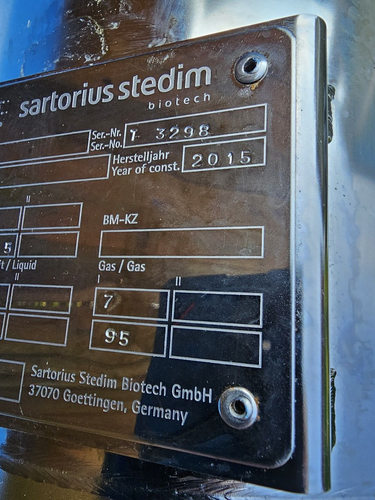 sartorius stedim
biotech
Ser.-Nr.
Ser.-No.
T 3298
Herstelljahr
Year of const.
2015
II
BM-KZ
5
t / Liquid
Gas / Gas
II
I
II
7
95
Sartorius Stedim Biotech GmbH
37070 Goettingen, Germany